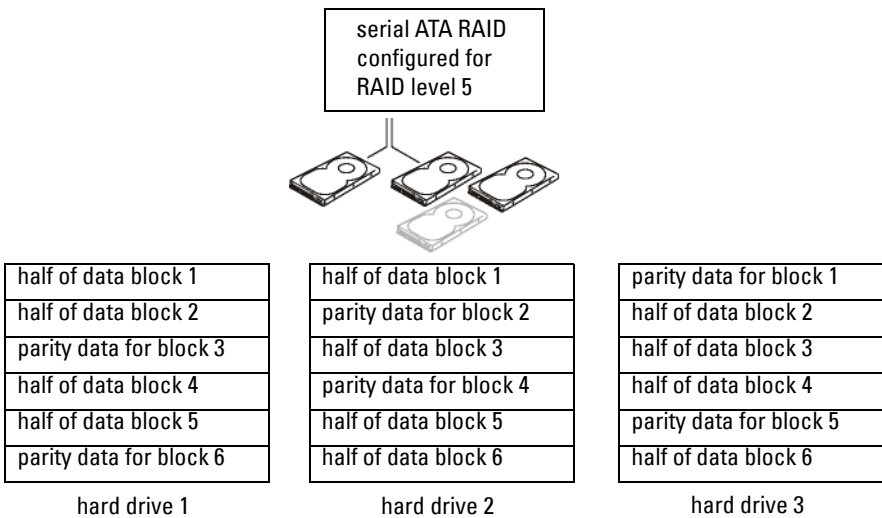 serial ATA RAID
configured for
RAID level 5
half of data block 1
half of data block 2
parity data for block 3
half of data block 4
half of data block 5
parity data for block 6
hard drive 1
half of data block 1
parity data for block 2
half of data block 3
parity data for block 4
half of data block 5
half of data block 6
hard drive 2
parity data for block 1
half of data block 2
half of data block 3
half of data block 4
parity data for block 5
half of data block 6
hard drive 3